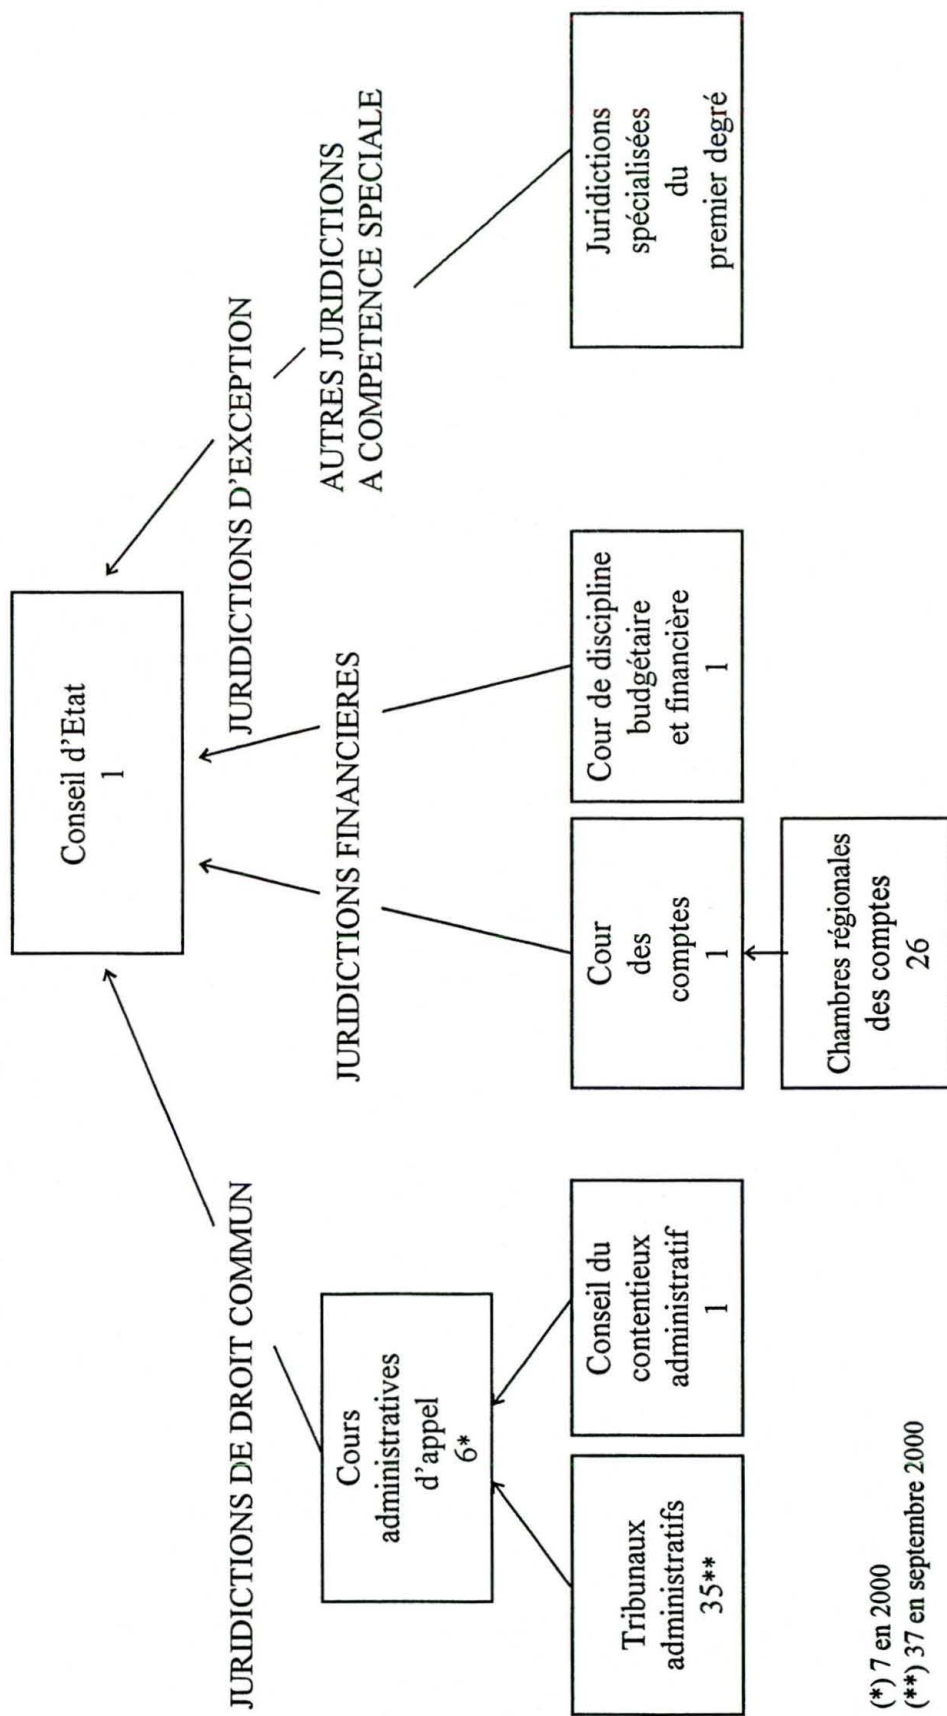 Conseil d'Etat
1
JURIDICTIONS DE DROIT COMMUN
JURIDICTIONS D'EXCEPTION
JURIDICTIONS FINANCIERES
AUTRES JURIDICTIONS
A COMPETENCE SPECIALE
Cours
administratives
d'appel
6*
Tribunaux
administratifs
35**
Conseil du
contentieux
administratif
1
Cour
des
comptes
1
Cour de discipline
budgétaire
et financière
1
Juridictions
spécialisées
du
premier degré
Chambres régionales
des comptes
26
(*) 7 en 2000
(**) 37 en septembre 2000